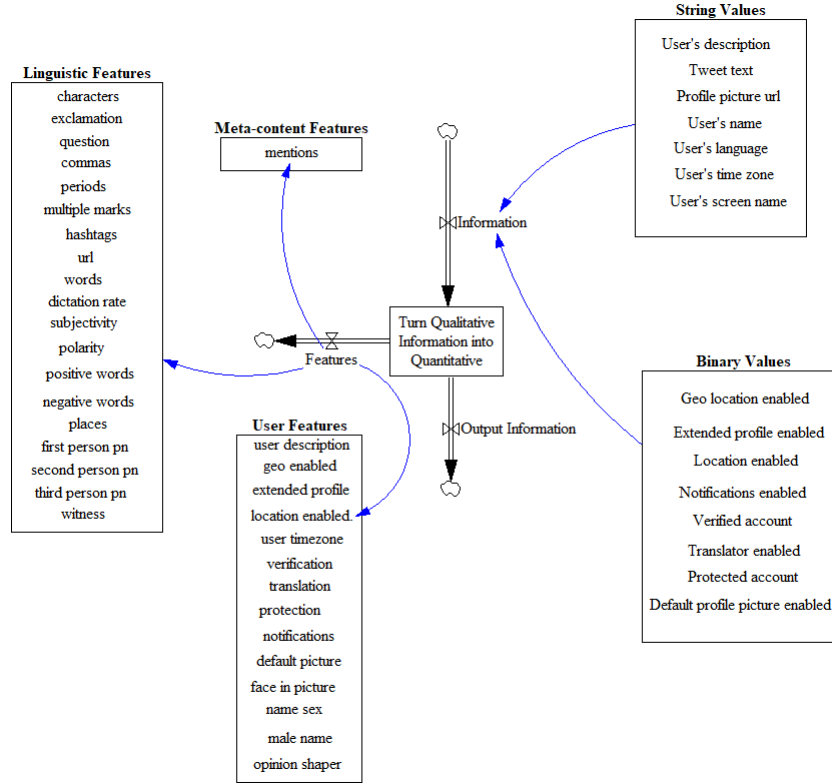 String Values
User's description
Tweet text
Profile picture url
User's name
User's language
User's time zone
User's screen name
Linguistic Features
characters
exclamation
question
commas
periods
multiple marks
hashtags
url
words
dictation rate
subjectivity
polarity
positive words
negative words
places
first person pn
second person pn
third person pn
witness
Meta-content Features
mentions
Information
Turn Qualitative
Information into
Quantitative
Features
Output Information
User Features
user description
geo enabled
extended profile
location enabled.
user timezone
verification
translation
protection
notifications
default picture
face in picture
name sex
male name
opinion shaper
Binary Values
Geo location enabled
Extended profile enabled
Location enabled
Notifications enabled
Verified account
Translator enabled
Protected account
Default profile picture enabled